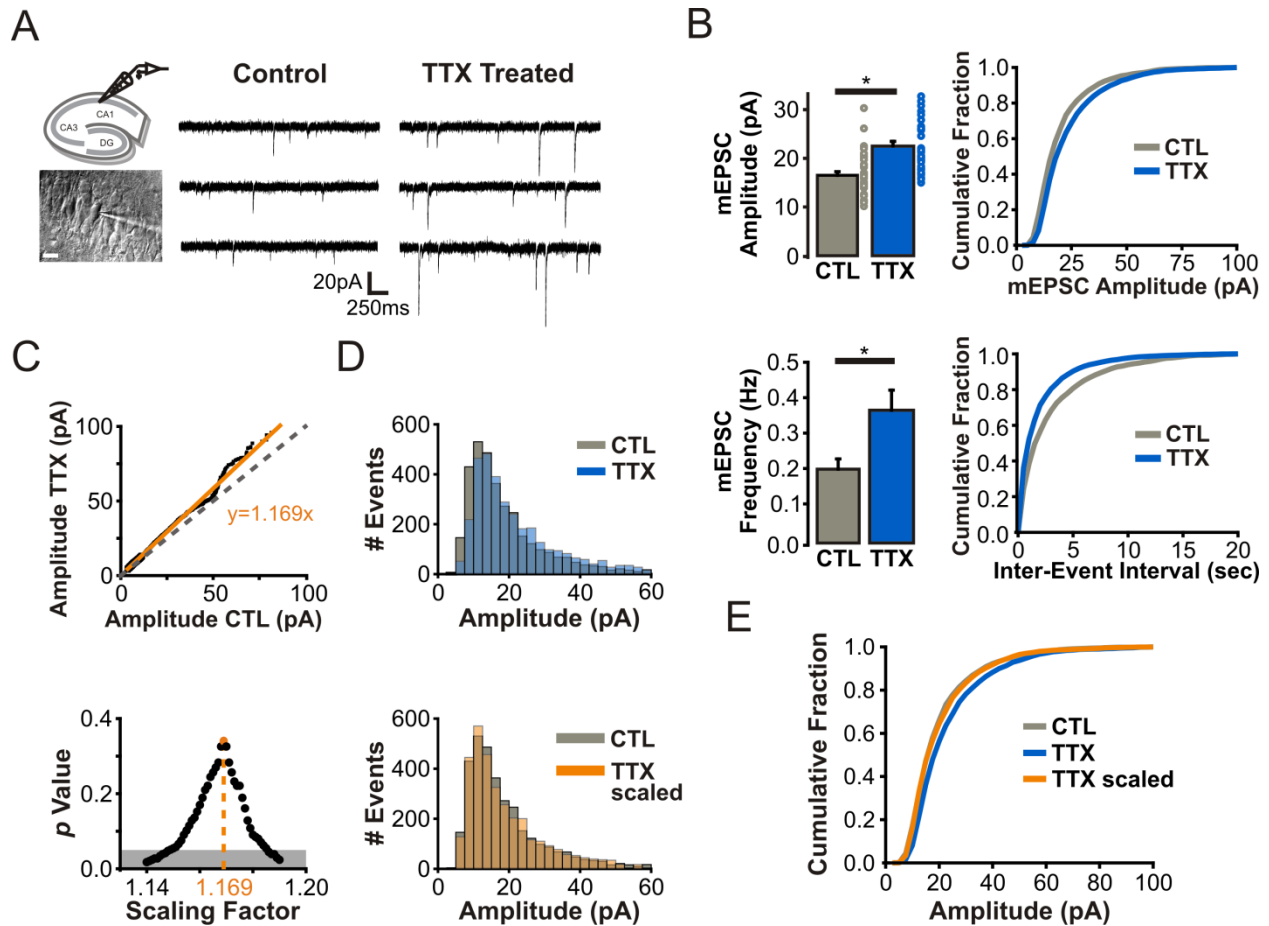 A
Control
TTX Treated
CA1
CA3
DG
20pA
250ms
B
mEPSC
Amplitude (pA)
30
20
10
0
*
CTL
TTX
Cumulative Fraction
1.0
0.8
0.6
0.4
0.2
0.0
CTL
TTX
0
25
50
75
100
mEPSC Amplitude (pA)
mEPSC
Frequency (Hz)
0.5
0.4
0.3
0.2
0.1
0.0
*
CTL
TTX
Cumulative Fraction
1.0
0.8
0.6
0.4
0.2
0.0
CTL
TTX
0
5
10
15
20
Inter-Event Interval (sec)
C
Amplitude TTX (pA)
100
50
0
y=1.169x
0
50
100
Amplitude CTL (pA)
p Value
0.4
0.2
0.0
1.14
1.169
1.20
Scaling Factor
D
# Events
600
400
200
0
CTL
TTX
0
20
40
60
Amplitude (pA)
# Events
600
400
200
0
CTL
TTX
scaled
0
20
40
60
Amplitude (pA)
E
Cumulative Fraction
1.0
0.8
0.6
0.4
0.2
0.0
CTL
TTX
TTX scaled
0
20
40
60
80
100
Amplitude (pA)